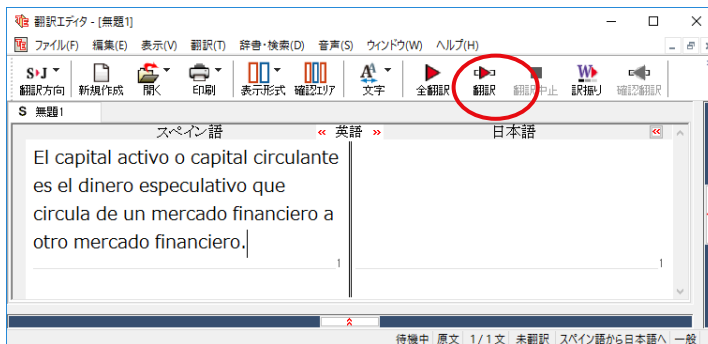 翻訳エディタ - [無題1]
ファイル(F) 編集(E) 表示(V) 翻訳(T) 辞書・検索(D) 音声(S) ウィンドウ(W) ヘルプ(H)
S▸J
翻訳方向 新規作成 開く 印刷 表示形式 確認エリア 文字 全翻訳 翻訳 翻訳中止 訳振り 確認翻訳
S 無題1
スペイン語 « 英語 » 日本語 «
El capital activo o capital circulante
es el dinero especulativo que
circula de un mercado financiero a
otro mercado financiero.
1 1
待機中 原文 1/1文 未翻訳 スペイン語から日本語へ 一般